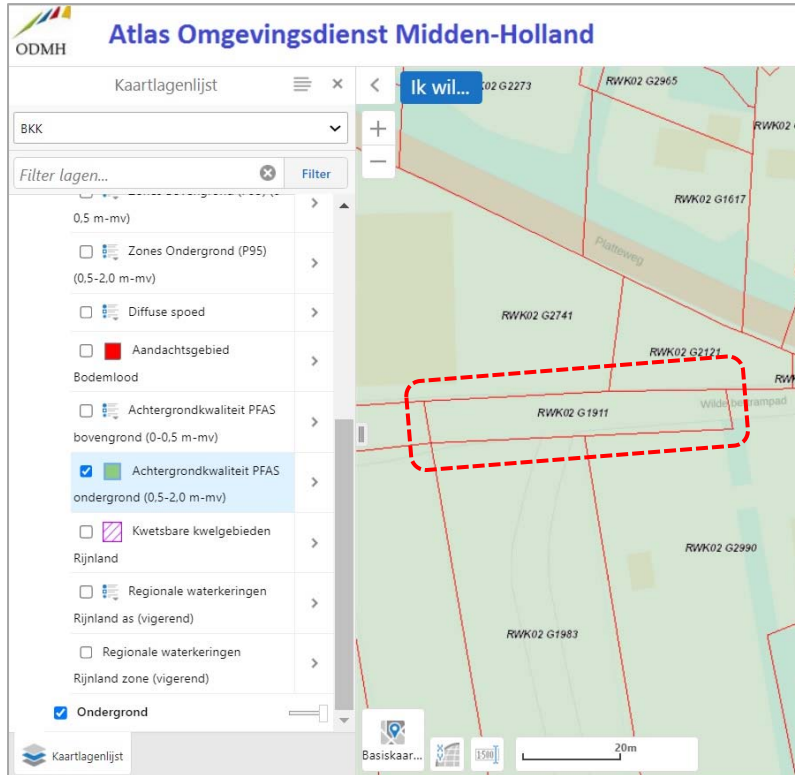 ODMH
Atlas Omgevingsdienst Midden-Holland
Kaartlagenlijst
BKK
Filter lagen...
Filter
0,5 m-mv)
Zones Ondergrond (P95)
(0,5-2,0 m-mv)
Diffuse spoed
Aandachtsgebied
Bodemlood
Achtergrondkwaliteit PFAS
bovengrond (0-0,5 m-mv)
Achtergrondkwaliteit PFAS
ondergrond (0,5-2,0 m-mv)
Kwetsbare kwelgebieden
Rijnland
Regionale waterkeringen
Rijnland as (vigerend)
Regionale waterkeringen
Rijnland zone (vigerend)
Ondergrond
Kaartlagenlijst
Ik wil...
02 G2273
RWK02 G2965
RWK02
RWK02 G1617
Platteweg
RWK02 G2741
RWK02 G2121
RWK
Wilde bertrampad
RWK02 G1911
RWK02 G2990
RWK02 G1983
Basiskaar...
1500
20m